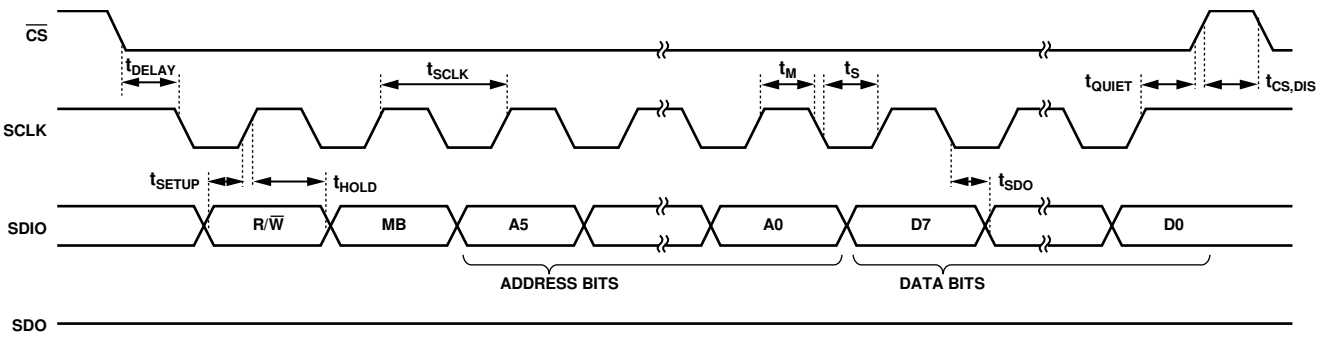 CS
tDELAY
tSCLK
tM
tS
tQUIET
tCS,DIS
SCLK
tSETUP
tHOLD
tSDO
SDIO
R/W
MB
A5
A0
D7
D0
ADDRESS BITS
DATA BITS
SDO